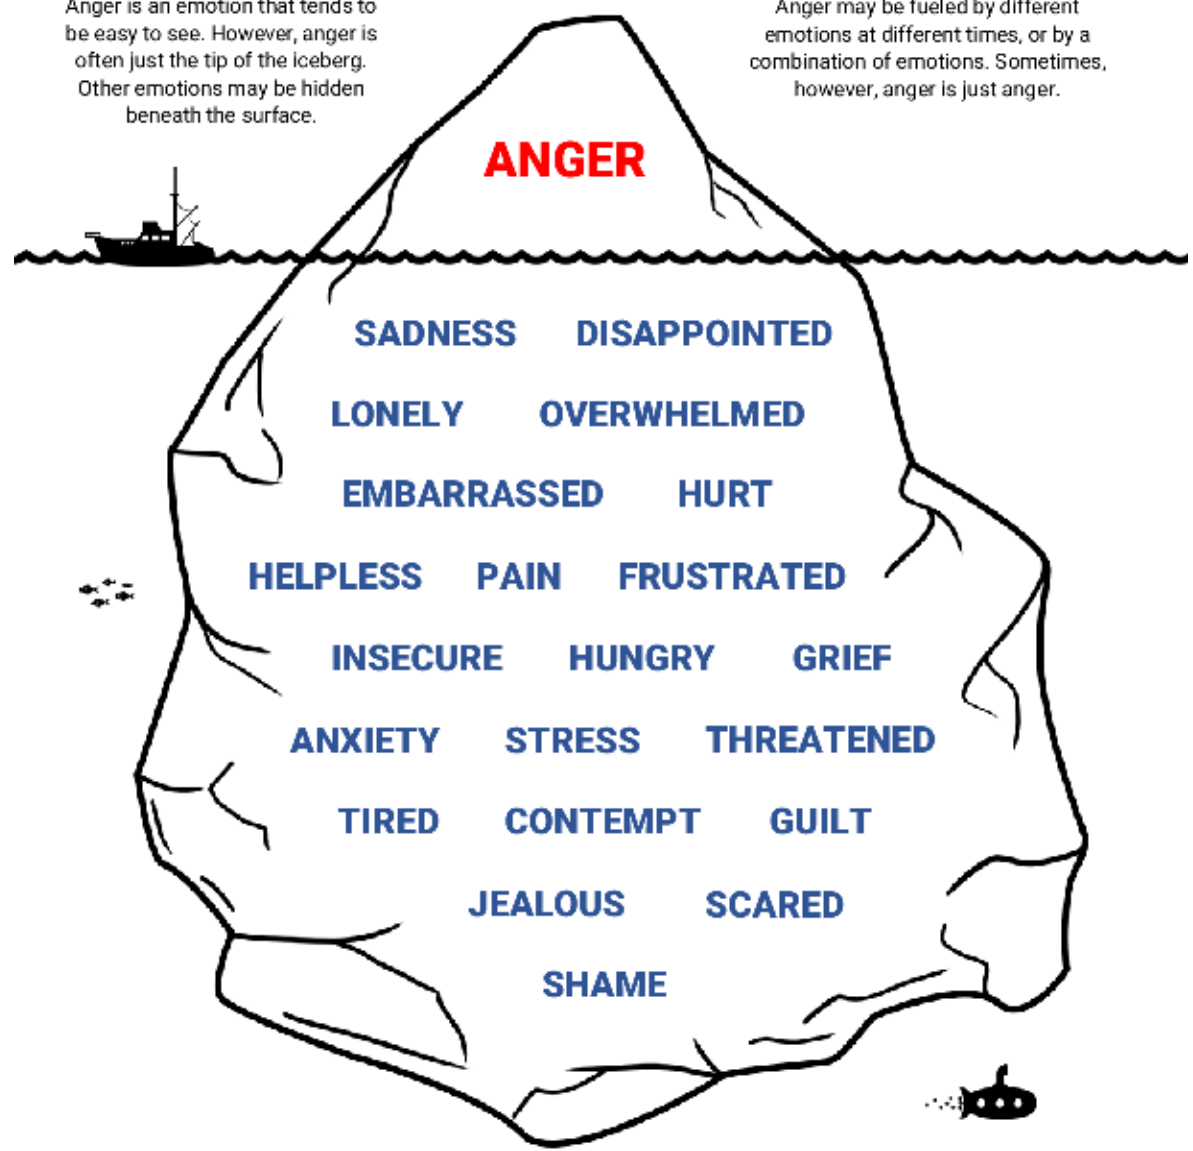 Anger is an emotion that tends to
be easy to see. However, anger is
often just the tip of the iceberg.
Other emotions may be hidden
beneath the surface.
Anger may be fueled by different
emotions at different times, or by a
combination of emotions. Sometimes,
however, anger is just anger.
ANGER
SADNESS DISAPPOINTED
LONELY OVERWHELMED
EMBARRASSED HURT
HELPLESS PAIN FRUSTRATED
INSECURE HUNGRY GRIEF
ANXIETY STRESS THREATENED
TIRED CONTEMPT GUILT
JEALOUS SCARED
SHAME